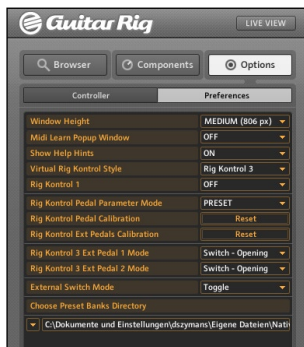 Guitar Rig
LIVE VIEW
Browser
Components
Options
Controller
Preferences
Window Height MEDIUM (806 px)
Midi Learn Popup Window OFF
Show Help Hints ON
Virtual Rig Kontrol Style Rig Kontrol 3
Rig Kontrol 1 OFF
Rig Kontrol Pedal Parameter Mode PRESET
Rig Kontrol Pedal Calibration Reset
Rig Kontrol Ext Pedals Calibration Reset
Rig Kontrol 3 Ext Pedal 1 Mode Switch - Opening
Rig Kontrol 3 Ext Pedal 2 Mode Switch - Opening
External Switch Mode Toggle
Choose Preset Banks Directory
C:\Dokumente und Einstellungen\dszymans\Eigene Dateien\Nativ